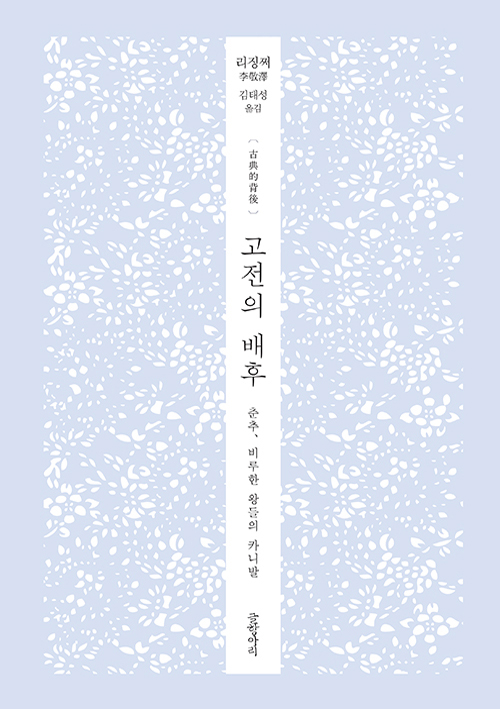 리징쩌
李敬澤
김태성
옮김
〔古典的背後〕
고전의 배후
춘추, 비루한 왕들의 카니발
글항아리